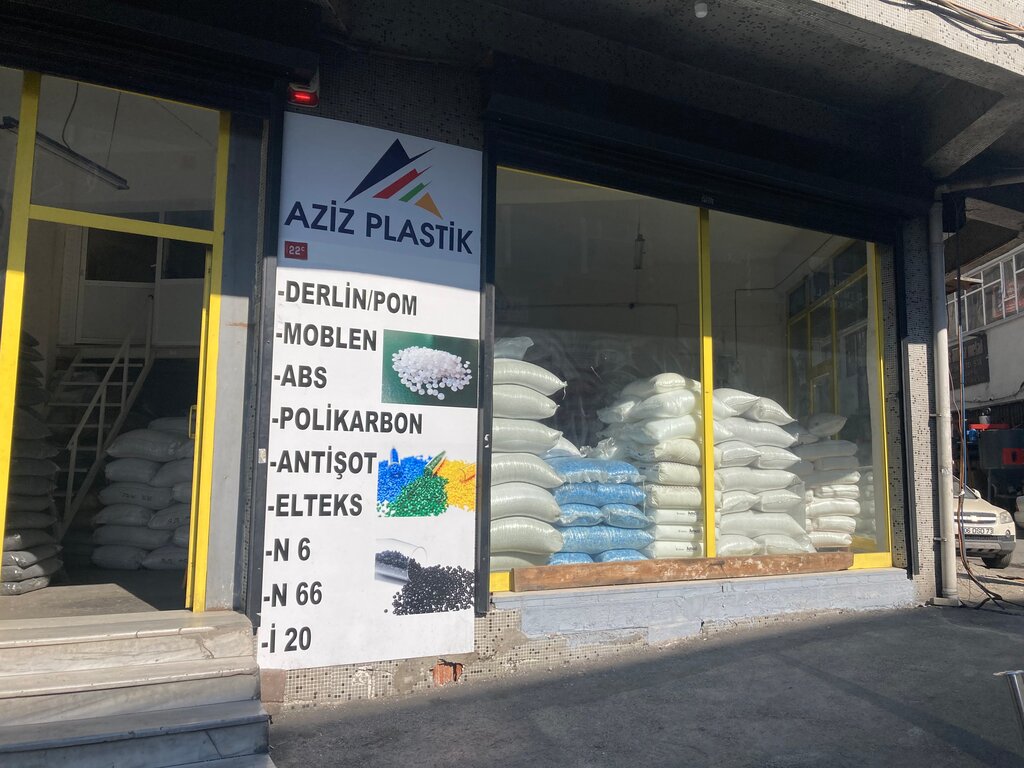 AZİZ PLASTİK
22C
-DERLİN/POM
-MOBLEN
-ABS
-POLİKARBON
-ANTİŞOT
-ELTEKS
-N 6
-N 66
-İ 20